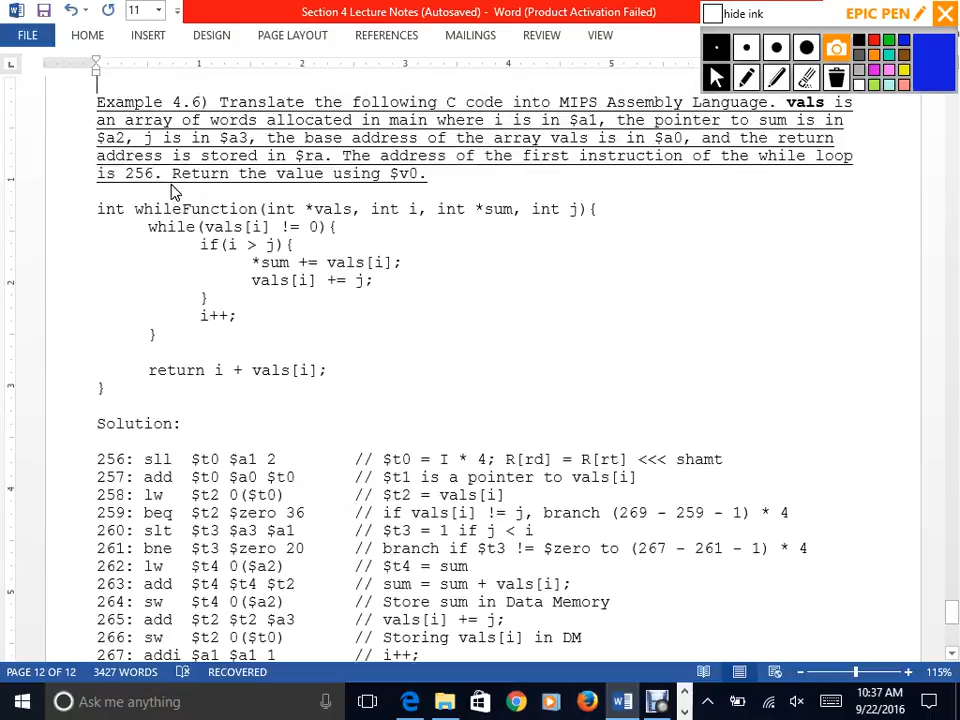 11
Section 4 Lecture Notes (Autosaved) - Word (Product Activation Failed)
hide ink
EPIC PEN
FILE HOME INSERT DESIGN PAGE LAYOUT REFERENCES MAILINGS REVIEW VIEW
1 2 3 4 5
Example 4.6) Translate the following C code into MIPS Assembly Language. vals is
an array of words allocated in main where i is in $a1, the pointer to sum is in
$a2, j is in $a3, the base address of the array vals is in $a0, and the return
address is stored in $ra. The address of the first instruction of the while loop
is 256. Return the value using $v0.
int whileFunction(int *vals, int i, int *sum, int j){
while(vals[i] != 0){
if(i > j){
*sum += vals[i];
vals[i] += j;
}
i++;
}
return i + vals[i];
}
Solution:
256: sll $t0 $a1 2 // $t0 = I * 4; R[rd] = R[rt] <<< shamt
257: add $t0 $a0 $t0 // $t1 is a pointer to vals[i]
258: lw $t2 0($t0) // $t2 = vals[i]
259: beq $t2 $zero 36 // if vals[i] != j, branch (269 - 259 - 1) * 4
260: slt $t3 $a3 $a1 // $t3 = 1 if j < i
261: bne $t3 $zero 20 // branch if $t3 != $zero to (267 - 261 - 1) * 4
262: lw $t4 0($a2) // $t4 = sum
263: add $t4 $t4 $t2 // sum = sum + vals[i];
264: sw $t4 0($a2) // Store sum in Data Memory
265: add $t2 $t2 $a3 // vals[i] += j;
266: sw $t2 0($t0) // Storing vals[i] in DM
267: addi $a1 $a1 1 // i++;
1
2
3
4
5
PAGE 12 OF 12 3427 WORDS RECOVERED 115%
Ask me anything
10:37 AM
9/22/2016